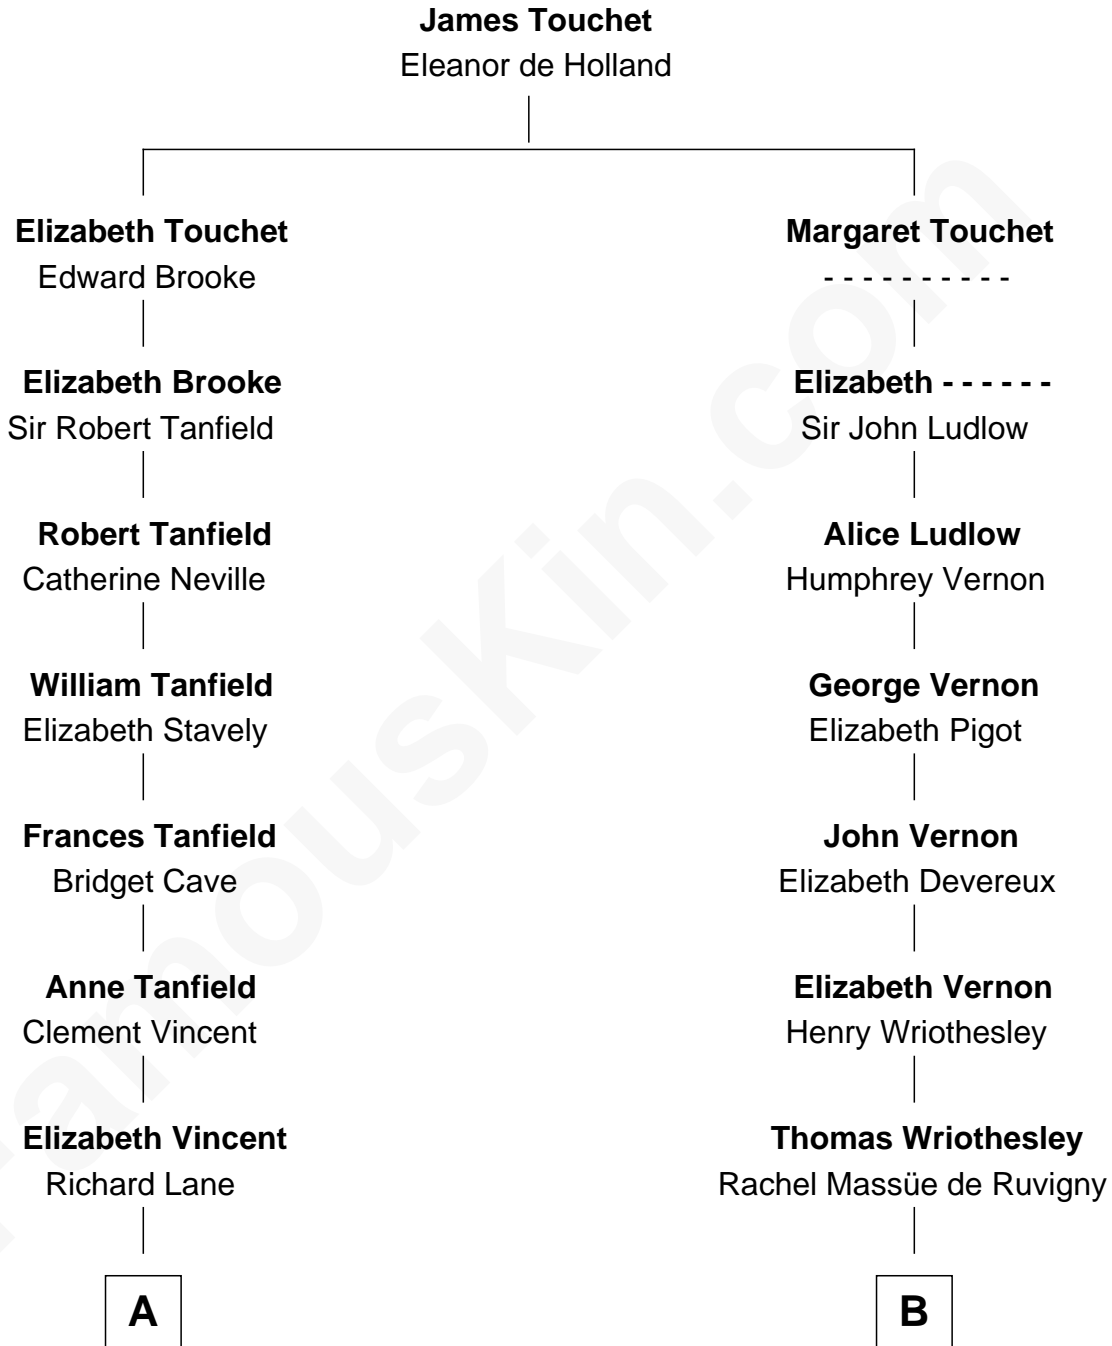 James Touchet
Eleanor de Holland
Elizabeth Touchet
Edward Brooke
Margaret Touchet
- - - - - - - - - -
Elizabeth Brooke
Sir Robert Tanfield
Elizabeth - - - - - -
Sir John Ludlow
Robert Tanfield
Catherine Neville
Alice Ludlow
Humphrey Vernon
William Tanfield
Elizabeth Stavely
George Vernon
Elizabeth Pigot
Frances Tanfield
Bridget Cave
John Vernon
Elizabeth Devereux
Anne Tanfield
Clement Vincent
Elizabeth Vernon
Henry Wriothesley
Elizabeth Vincent
Richard Lane
Thomas Wriothesley
Rachel Massüe de Ruvigny
A
B
FamousKin.com